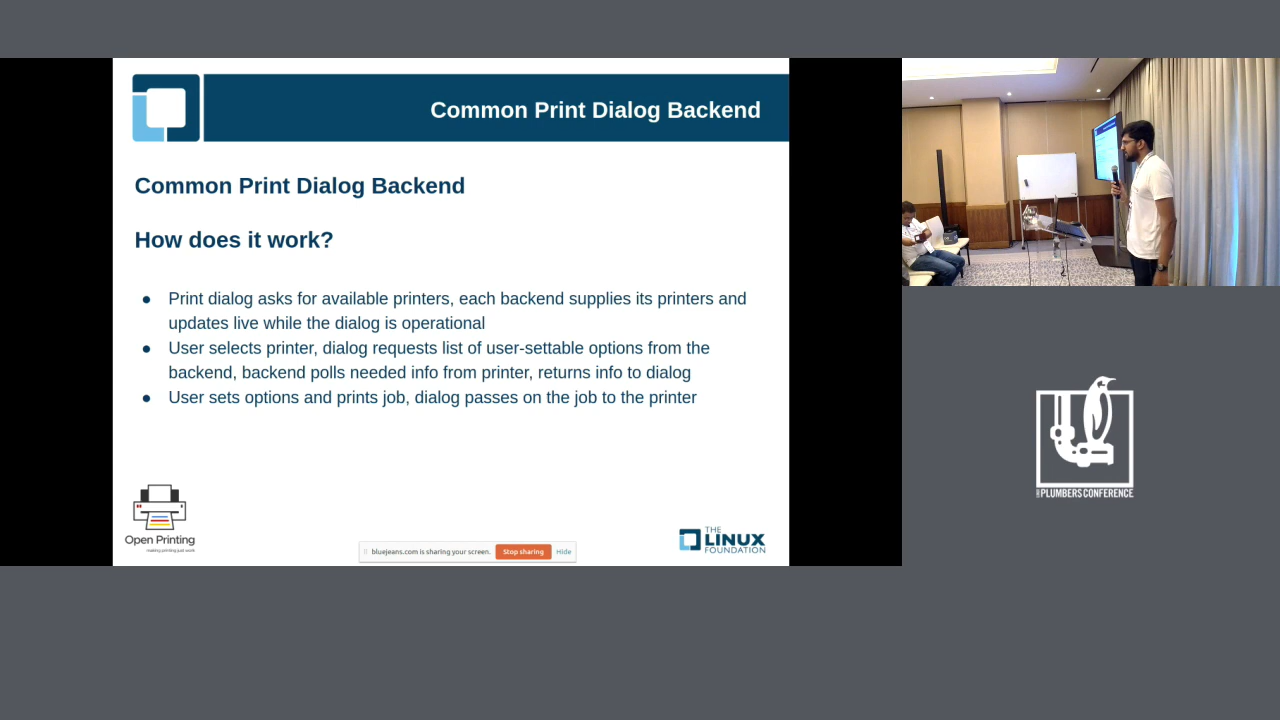 Common Print Dialog Backend
Common Print Dialog Backend
How does it work?
● Print dialog asks for available printers, each backend supplies its printers and
updates live while the dialog is operational
● User selects printer, dialog requests list of user-settable options from the
backend, backend polls needed info from printer, returns info to dialog
● User sets options and prints job, dialog passes on the job to the printer
Open Printing
making printing just work
bluejeans.com is sharing your screen. Stop sharing Hide
THE
LINUX
FOUNDATION
PLUMBERS CONFERENCE